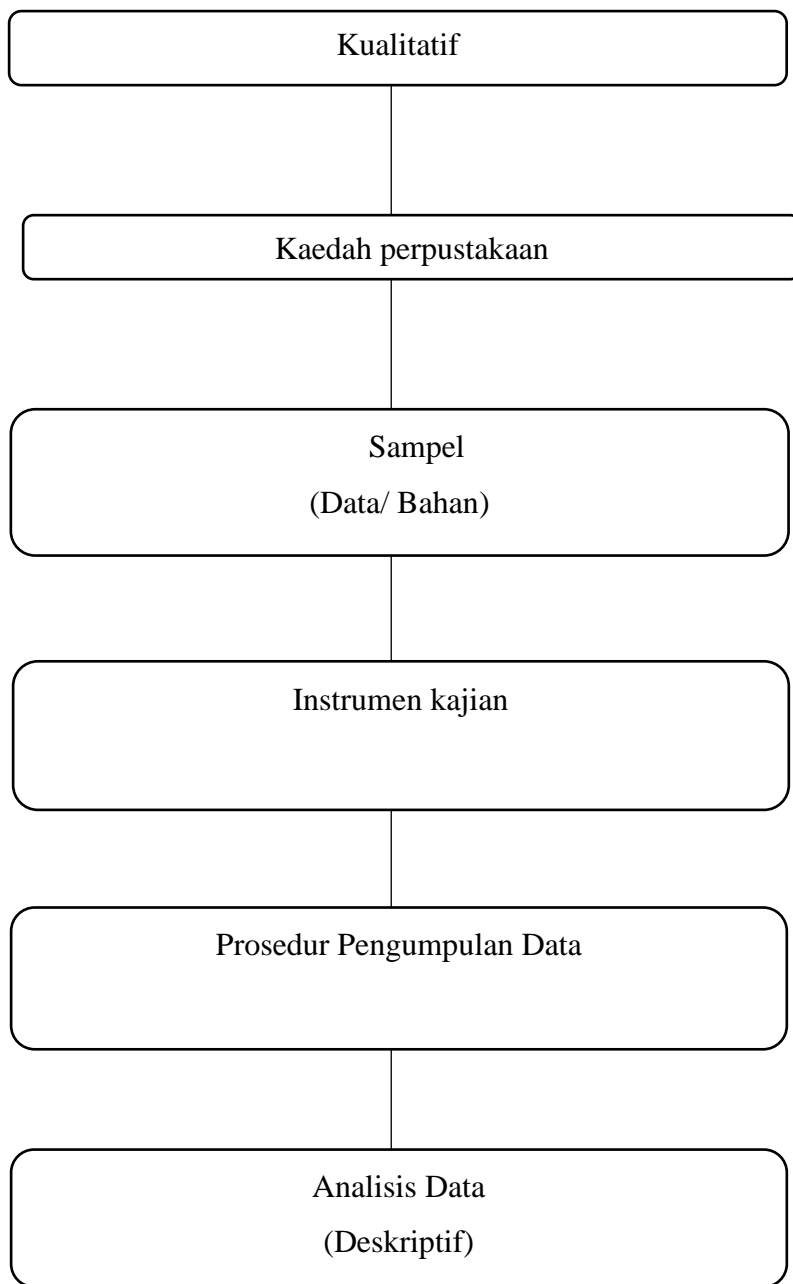 Kualitatif
Kaedah perpustakaan
Sampel
(Data/ Bahan)
Instrumen kajian
Prosedur Pengumpulan Data
Analisis Data
(Deskriptif)